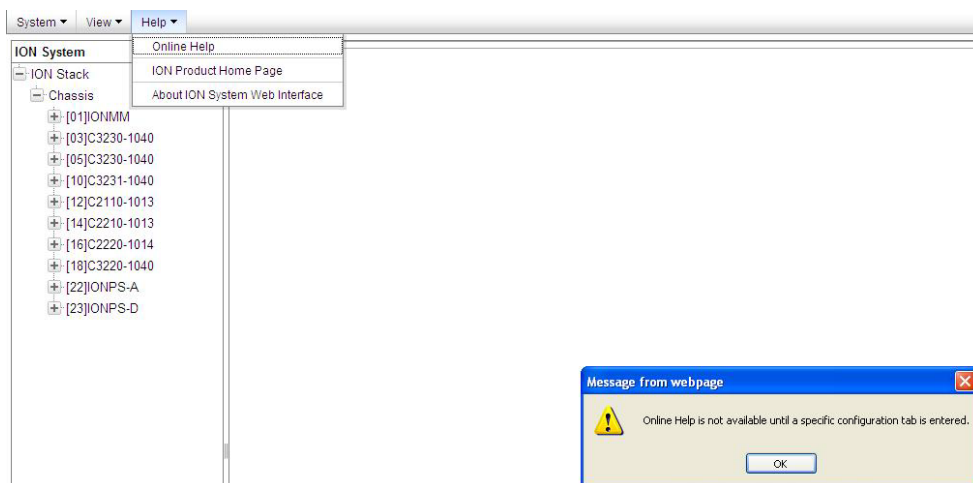 System View Help
ION System
Online Help
ION Product Home Page
About ION System Web Interface
ION Stack
Chassis
[01]IONMM
[03]C3230-1040
[05]C3230-1040
[10]C3231-1040
[12]C2110-1013
[14]C2210-1013
[16]C2220-1014
[18]C3220-1040
[22]IONPS-A
[23]IONPS-D
Message from webpage
Online Help is not available until a specific configuration tab is entered.
OK